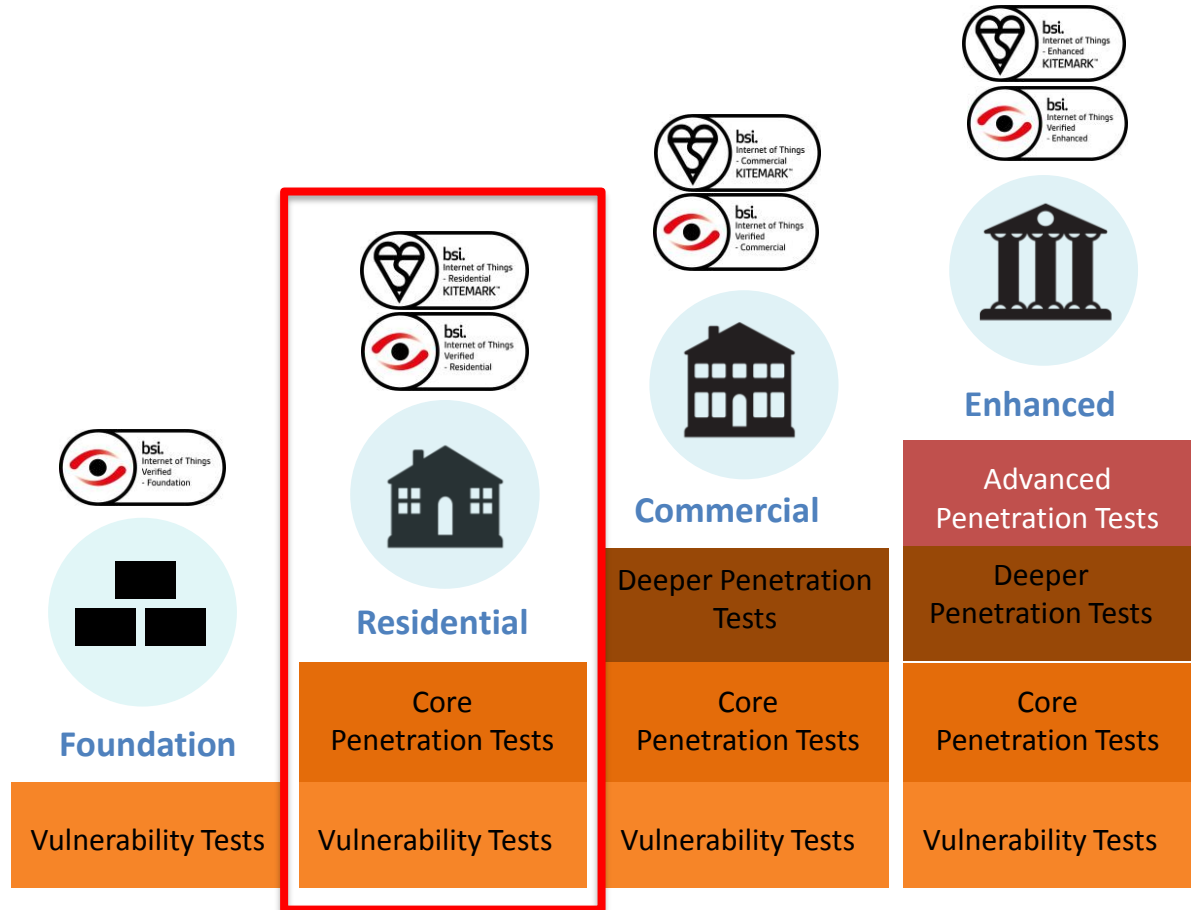 bsi.
Internet of Things
Verified
- Foundation
Foundation
Vulnerability Tests
bsi.
Internet of Things
- Residential
KITEMARK™
bsi.
Internet of Things
Verified
- Residential
Residential
Core
Penetration Tests
Vulnerability Tests
bsi.
Internet of Things
- Commercial
KITEMARK™
bsi.
Internet of Things
Verified
- Commercial
Commercial
Deeper Penetration
Tests
Core
Penetration Tests
Vulnerability Tests
bsi.
Internet of Things
- Enhanced
KITEMARK™
bsi.
Internet of Things
Verified
- Enhanced
Enhanced
Advanced
Penetration Tests
Deeper
Penetration Tests
Core
Penetration Tests
Vulnerability Tests